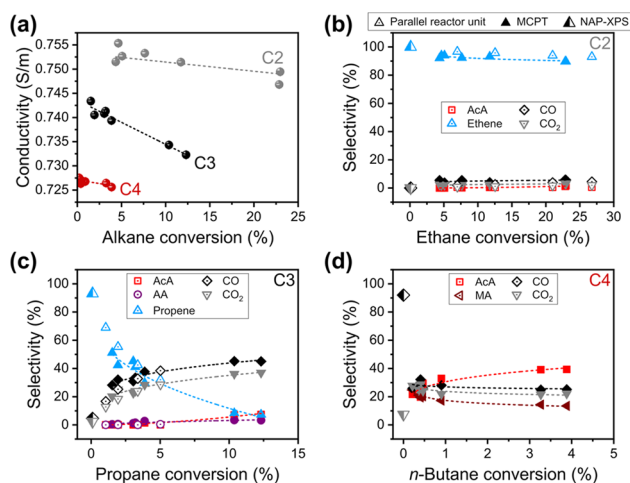 Parallel reactor unit MCPT NAP-XPS
(a)
0.755
0.750
0.745
0.740
0.735
0.730
0.725
Conductivity (S/m)
C2
C3
C4
0 5 10 15 20 25
Alkane conversion (%)
(b)
C2
100
80
60
40
20
0
Selectivity (%)
AcA CO
Ethene CO2
0 5 10 15 20 25 30
Ethane conversion (%)
(c)
C3
100
80
60
40
20
0
Selectivity (%)
AcA CO
AA CO2
Propene
0 5 10 15
Propane conversion (%)
(d)
C4
100
80
60
40
20
0
Selectivity (%)
AcA CO
MA CO2
0 1 2 3 4 5
n-Butane conversion (%)